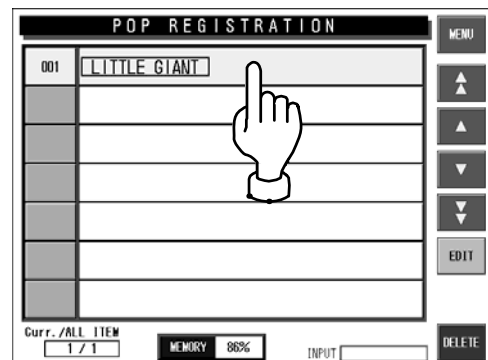 POP REGISTRATION
MENU
001 LITTLE GIANT
EDIT
Curr./ALL ITEM
1 / 1
MEMORY 86%
INPUT
DELETE